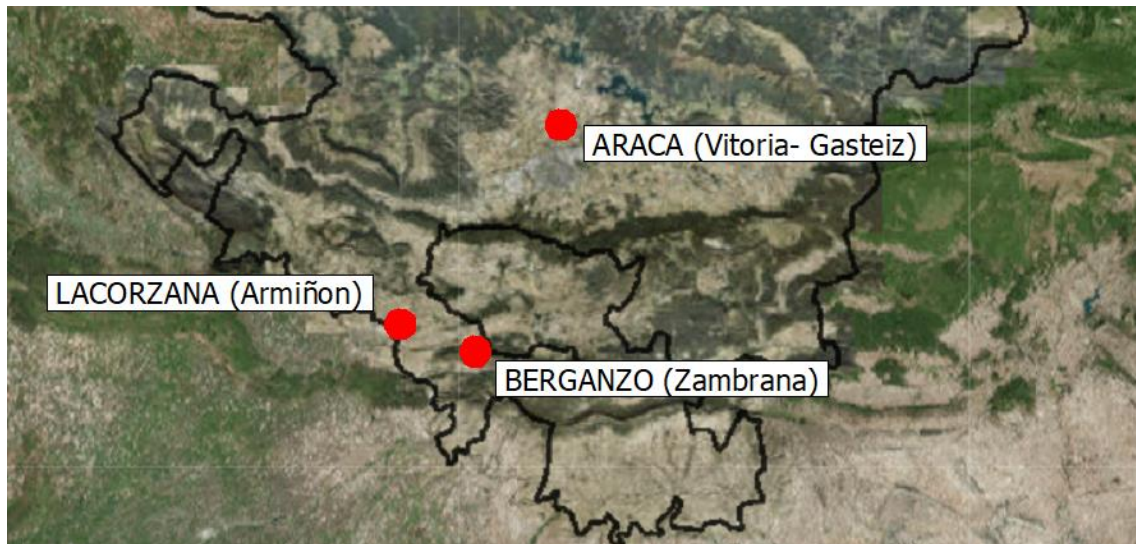 ARACA (Vitoria- Gasteiz)
LACORZANA (Armiñon)
BERGANZO (Zambrana)